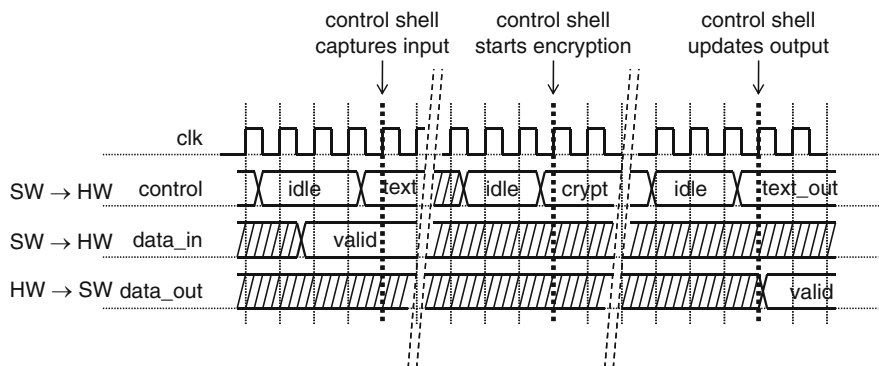 control shell captures input
control shell starts encryption
control shell updates output
clk
SW → HW control idle text idle crypt idle text_out
SW → HW data_in valid
HW → SW data_out valid